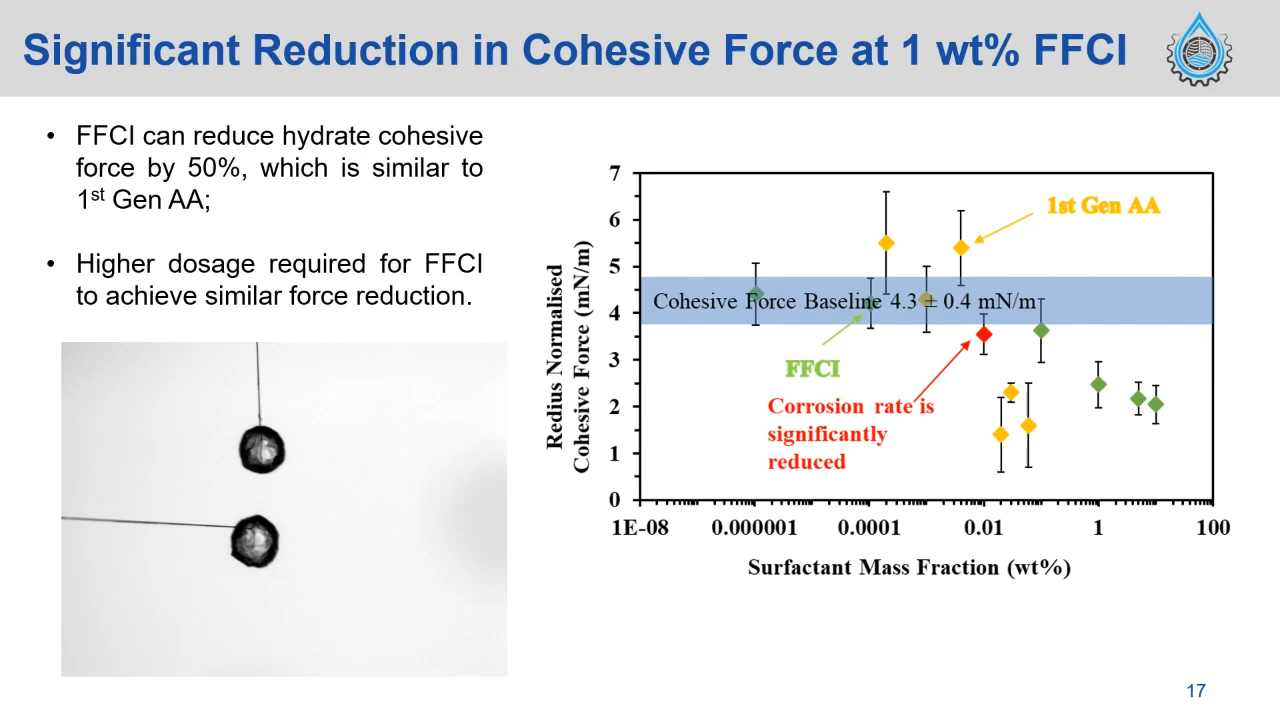 Significant Reduction in Cohesive Force at 1 wt% FFCI
• FFCI can reduce hydrate cohesive
force by 50%, which is similar to
1st Gen AA;
• Higher dosage required for FFCI
to achieve similar force reduction.
Redius Normalised
Cohesive Force (mN/m)
7
6
5
4
3
2
1
0
1st Gen AA
Cohesive Force Baseline 4.3 ± 0.4 mN/m
FFCI
Corrosion rate is
significantly
reduced
1E-08 0.000001 0.0001 0.01 1 100
Surfactant Mass Fraction (wt%)
17